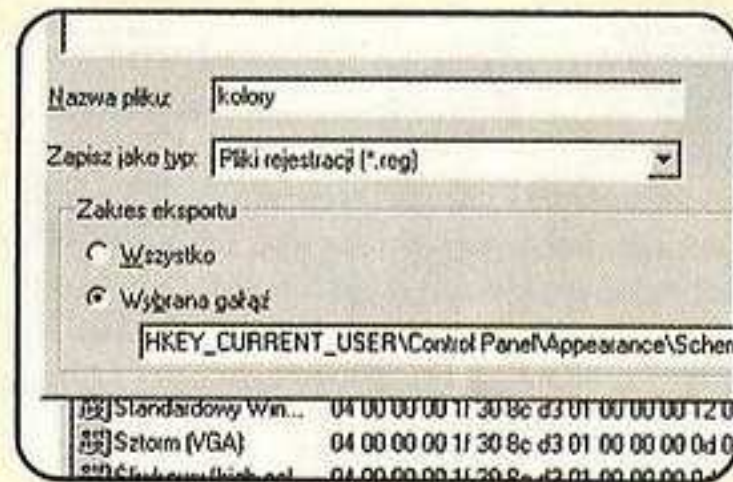 Nazwa pliku: kolory
Zapisz jako typ: Pliki rejestracji (*.reg)
Zakres eksportu
Wszystko
Wybrana gałąź
HKEY_CURRENT_USER\Control Panel\Appearance\Schem
Standardowy Win... 04 00 00 00 1f 30 8e d3 01 00 00 00 12 0
Sztorm (VGA) 04 00 00 00 1f 30 8e d3 01 00 00 00 0d 0